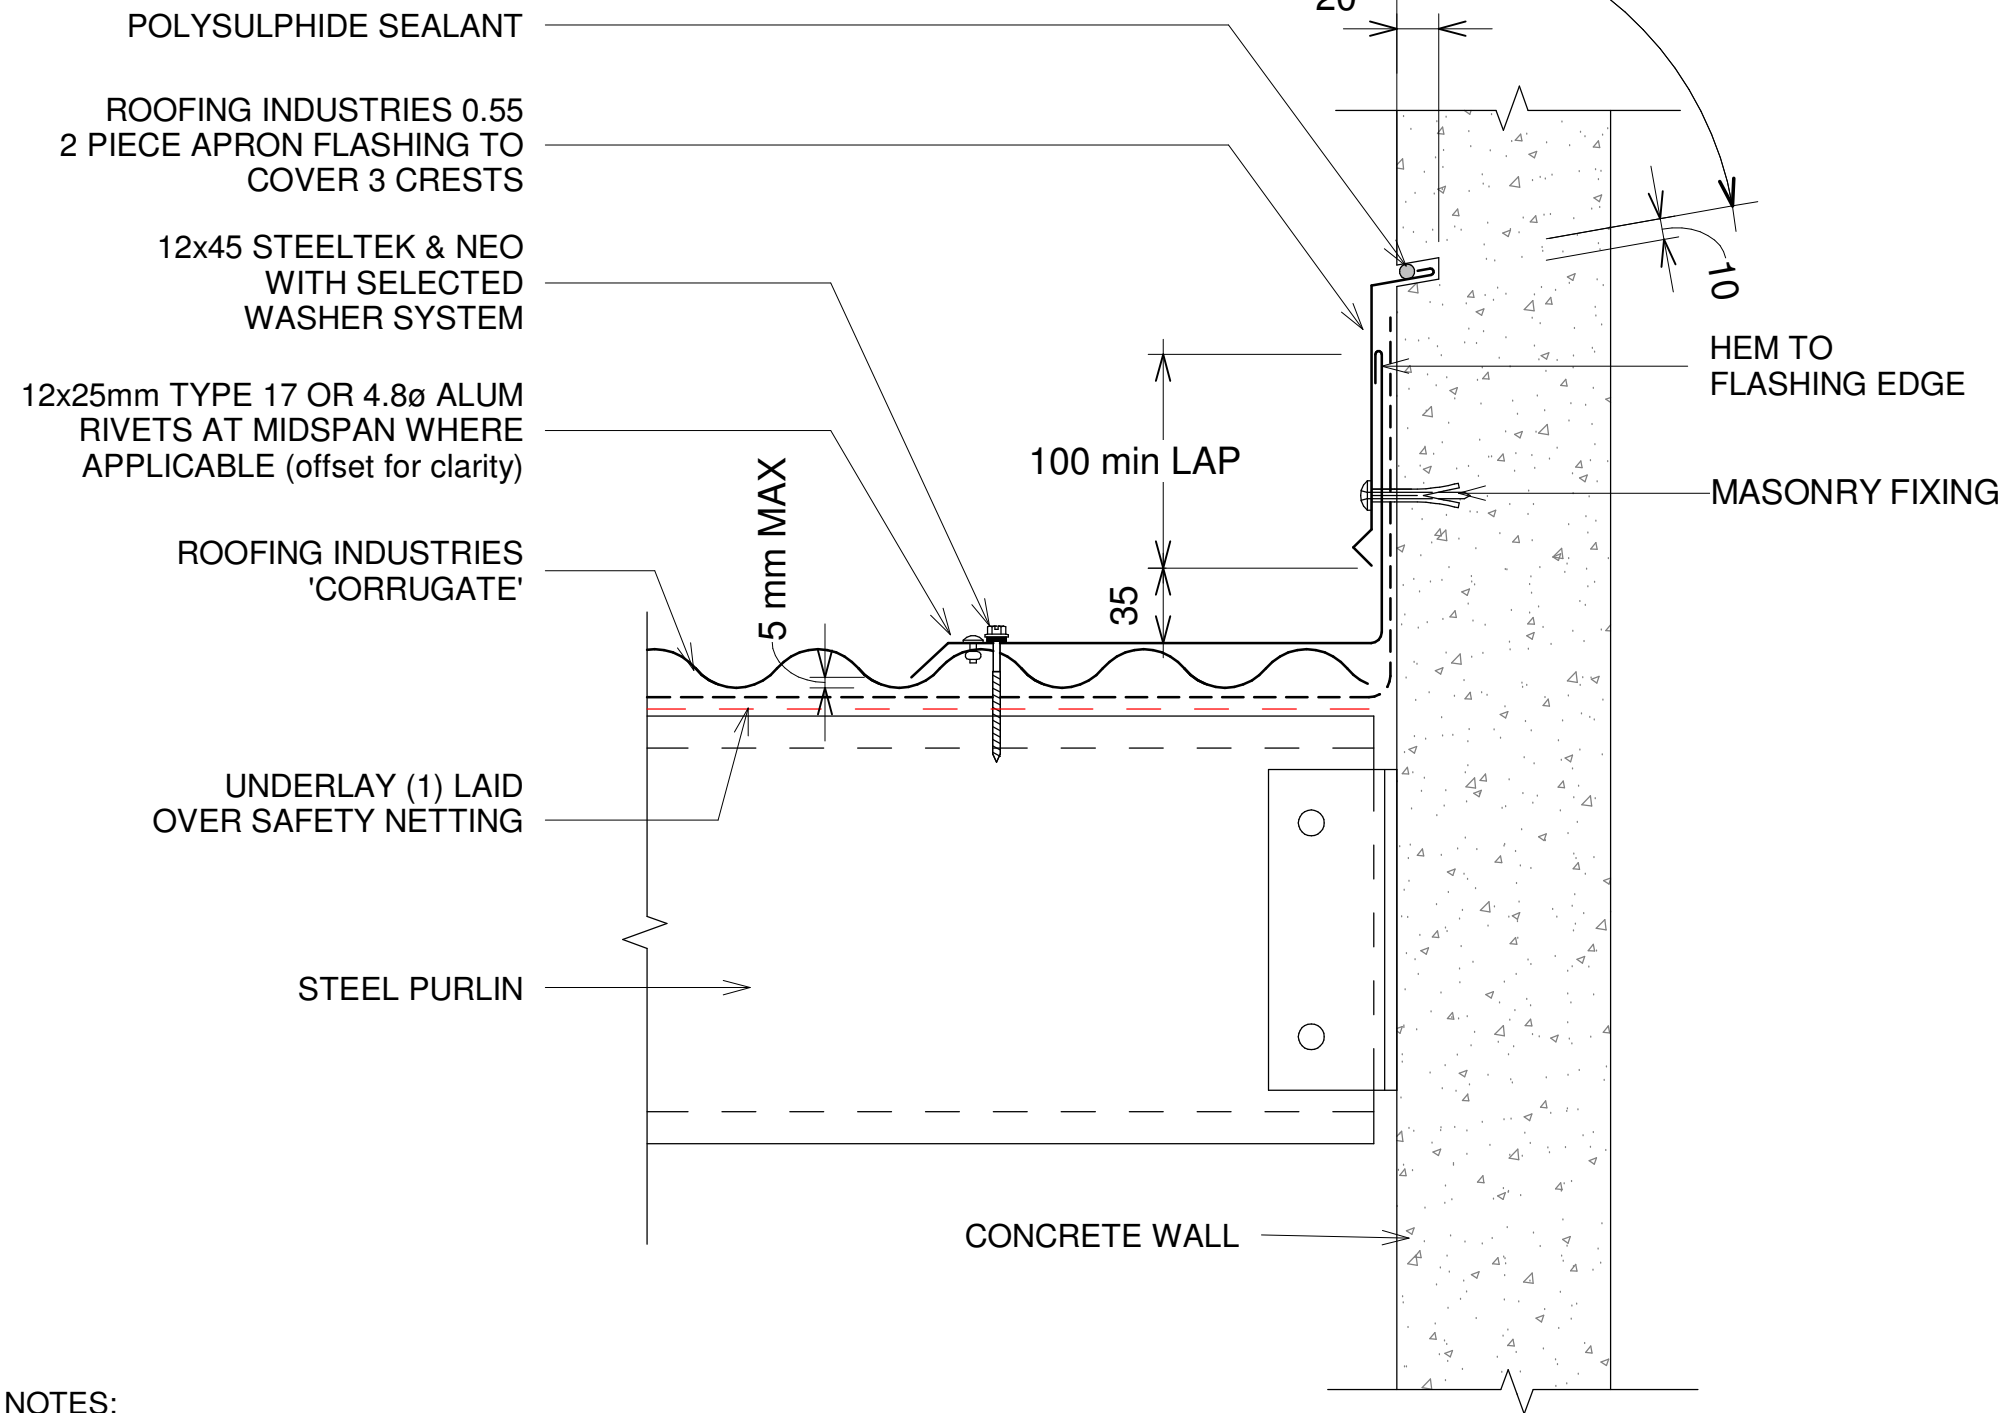 20
POLYSULPHIDE SEALANT
ROOFING INDUSTRIES 0.55
2 PIECE APRON FLASHING TO
COVER 3 CRESTS
12x45 STEELTEK & NEO
WITH SELECTED
WASHER SYSTEM
12x25mm TYPE 17 OR 4.8ø ALUM
RIVETS AT MIDSPAN WHERE
APPLICABLE (offset for clarity)
ROOFING INDUSTRIES
'CORRUGATE'
5 mm MAX
UNDERLAY (1) LAID
OVER SAFETY NETTING
STEEL PURLIN
100 min LAP
35
10
HEM TO
FLASHING EDGE
MASONRY FIXING
CONCRETE WALL
NOTES: